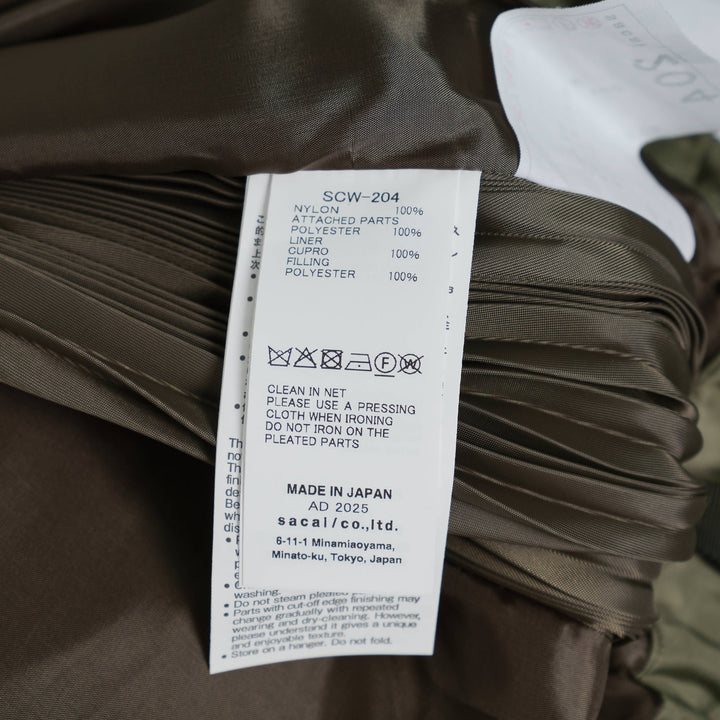 sacai
204
SCW-204
NYLON 100%
ATTACHED PARTS
POLYESTER 100%
LINER
CUPRO 100%
FILLING
POLYESTER 100%
CLEAN IN NET
PLEASE USE A PRESSING
CLOTH WHEN IRONING
DO NOT IRON ON THE
PLEATED PARTS
MADE IN JAPAN
AD 2025
sacai/co.,ltd.
6-11-1 Minamiaoyama,
Minato-ku, Tokyo, Japan
washing.
• Do not steam pleated
finishing may
• Parts with cut-off edge
change gradually with repeated
wearing and dry-cleaning. However,
please understand it gives a unique
and enjoyable texture.
• Store on a hanger. Do not fold.